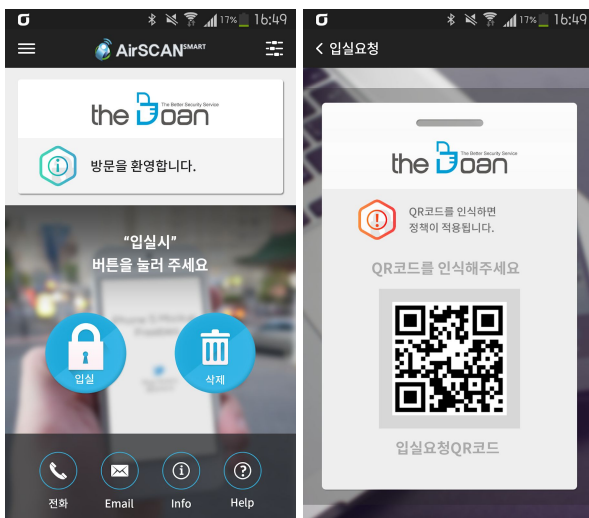 17% 16:49
AirSCAN SMART
the Doan
The Better Security Service
방문을 환영합니다.
“입실시”
버튼을 눌러 주세요
입실
삭제
전화
Email
Info
Help
17% 16:49
입실요청
the Doan
The Better Security Service
QR코드를 인식하면
정책이 적용됩니다.
QR코드를 인식해주세요
입실요청QR코드